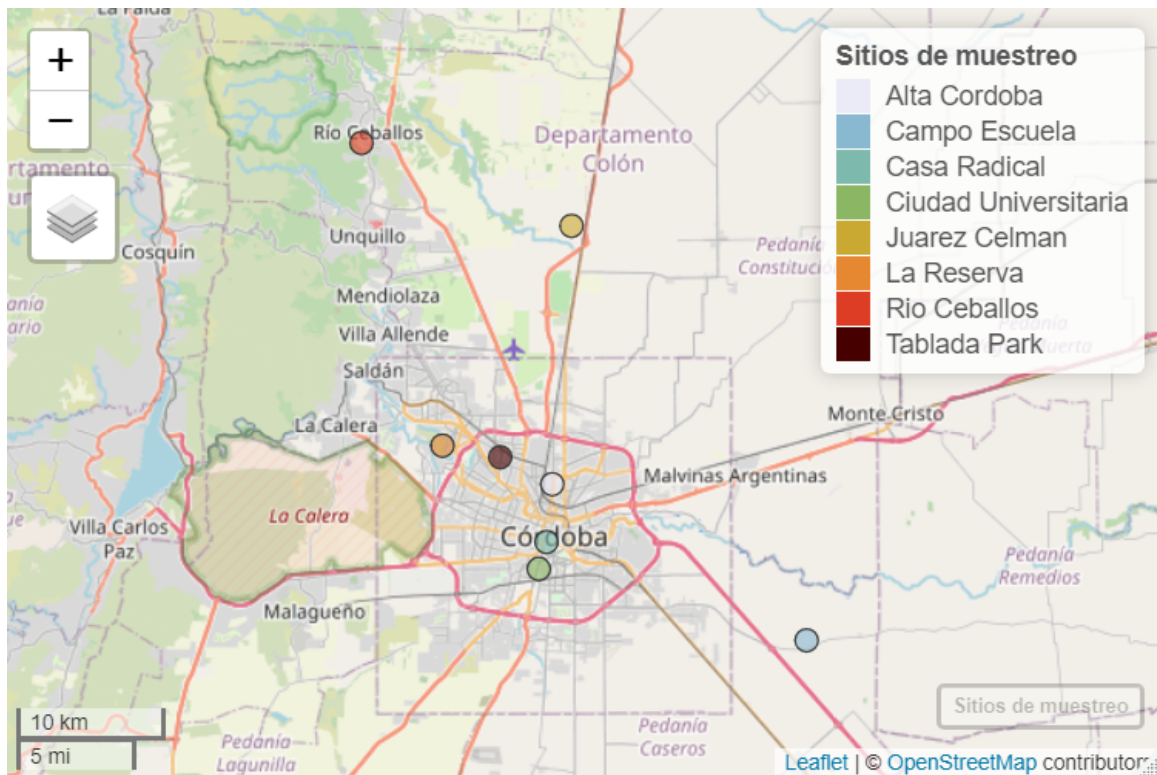 La Falda
+
−
Río Ceballos
Departamento
Colón
artamento
Cosquín
Unquillo
Pedanía
Constitución
Mendiolaza
Villa Allende
Saldán
La Calera
Monte Cristo
Malvinas Argentinas
La Calera
Córdoba
Villa Carlos
Paz
Malagueño
Pedanía
Remedios
Pedanía
Caseros
Pedanía
Lagunilla
Sitios de muestreo
Alta Cordoba
Campo Escuela
Casa Radical
Ciudad Universitaria
Juarez Celman
La Reserva
Rio Ceballos
Tablada Park
10 km
5 mi
Sitios de muestreo
Leaflet | © OpenStreetMap contributors